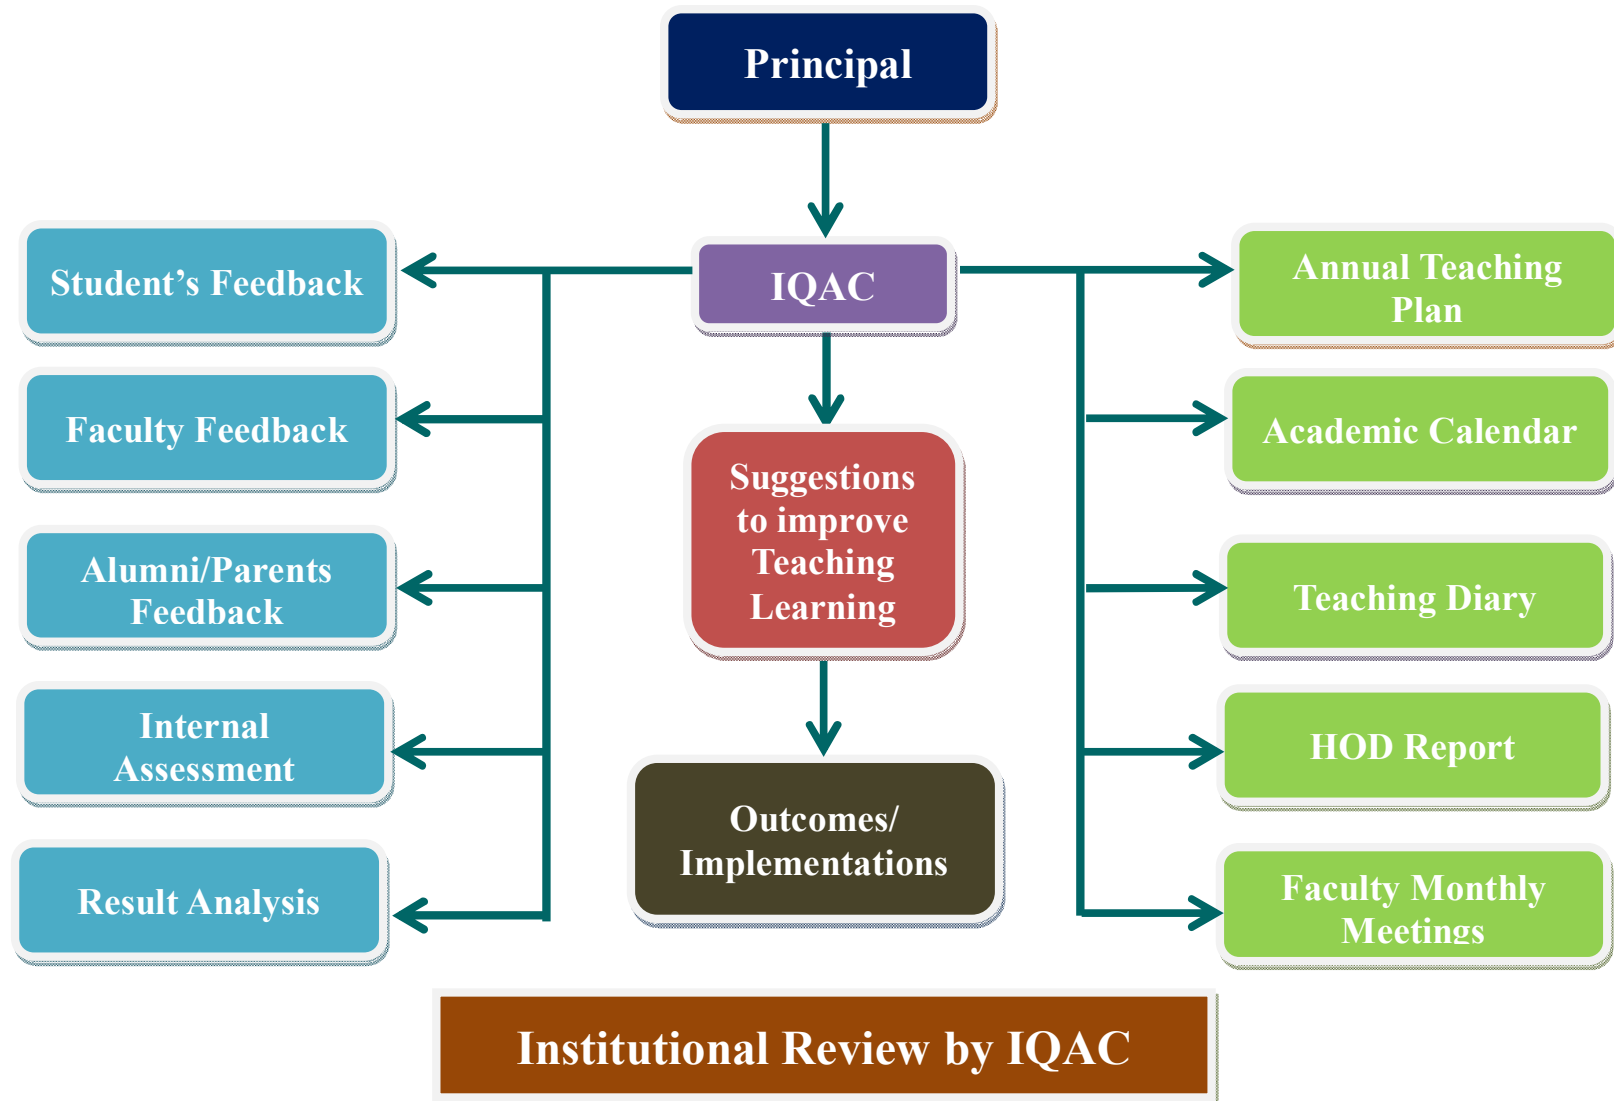 Principal
IQAC
Student’s Feedback
Faculty Feedback
Alumni/Parents
Feedback
Internal
Assessment
Result Analysis
Suggestions
to improve
Teaching
Learning
Outcomes/
Implementations
Annual Teaching
Plan
Academic Calendar
Teaching Diary
HOD Report
Faculty Monthly
Meetings
Institutional Review by IQAC